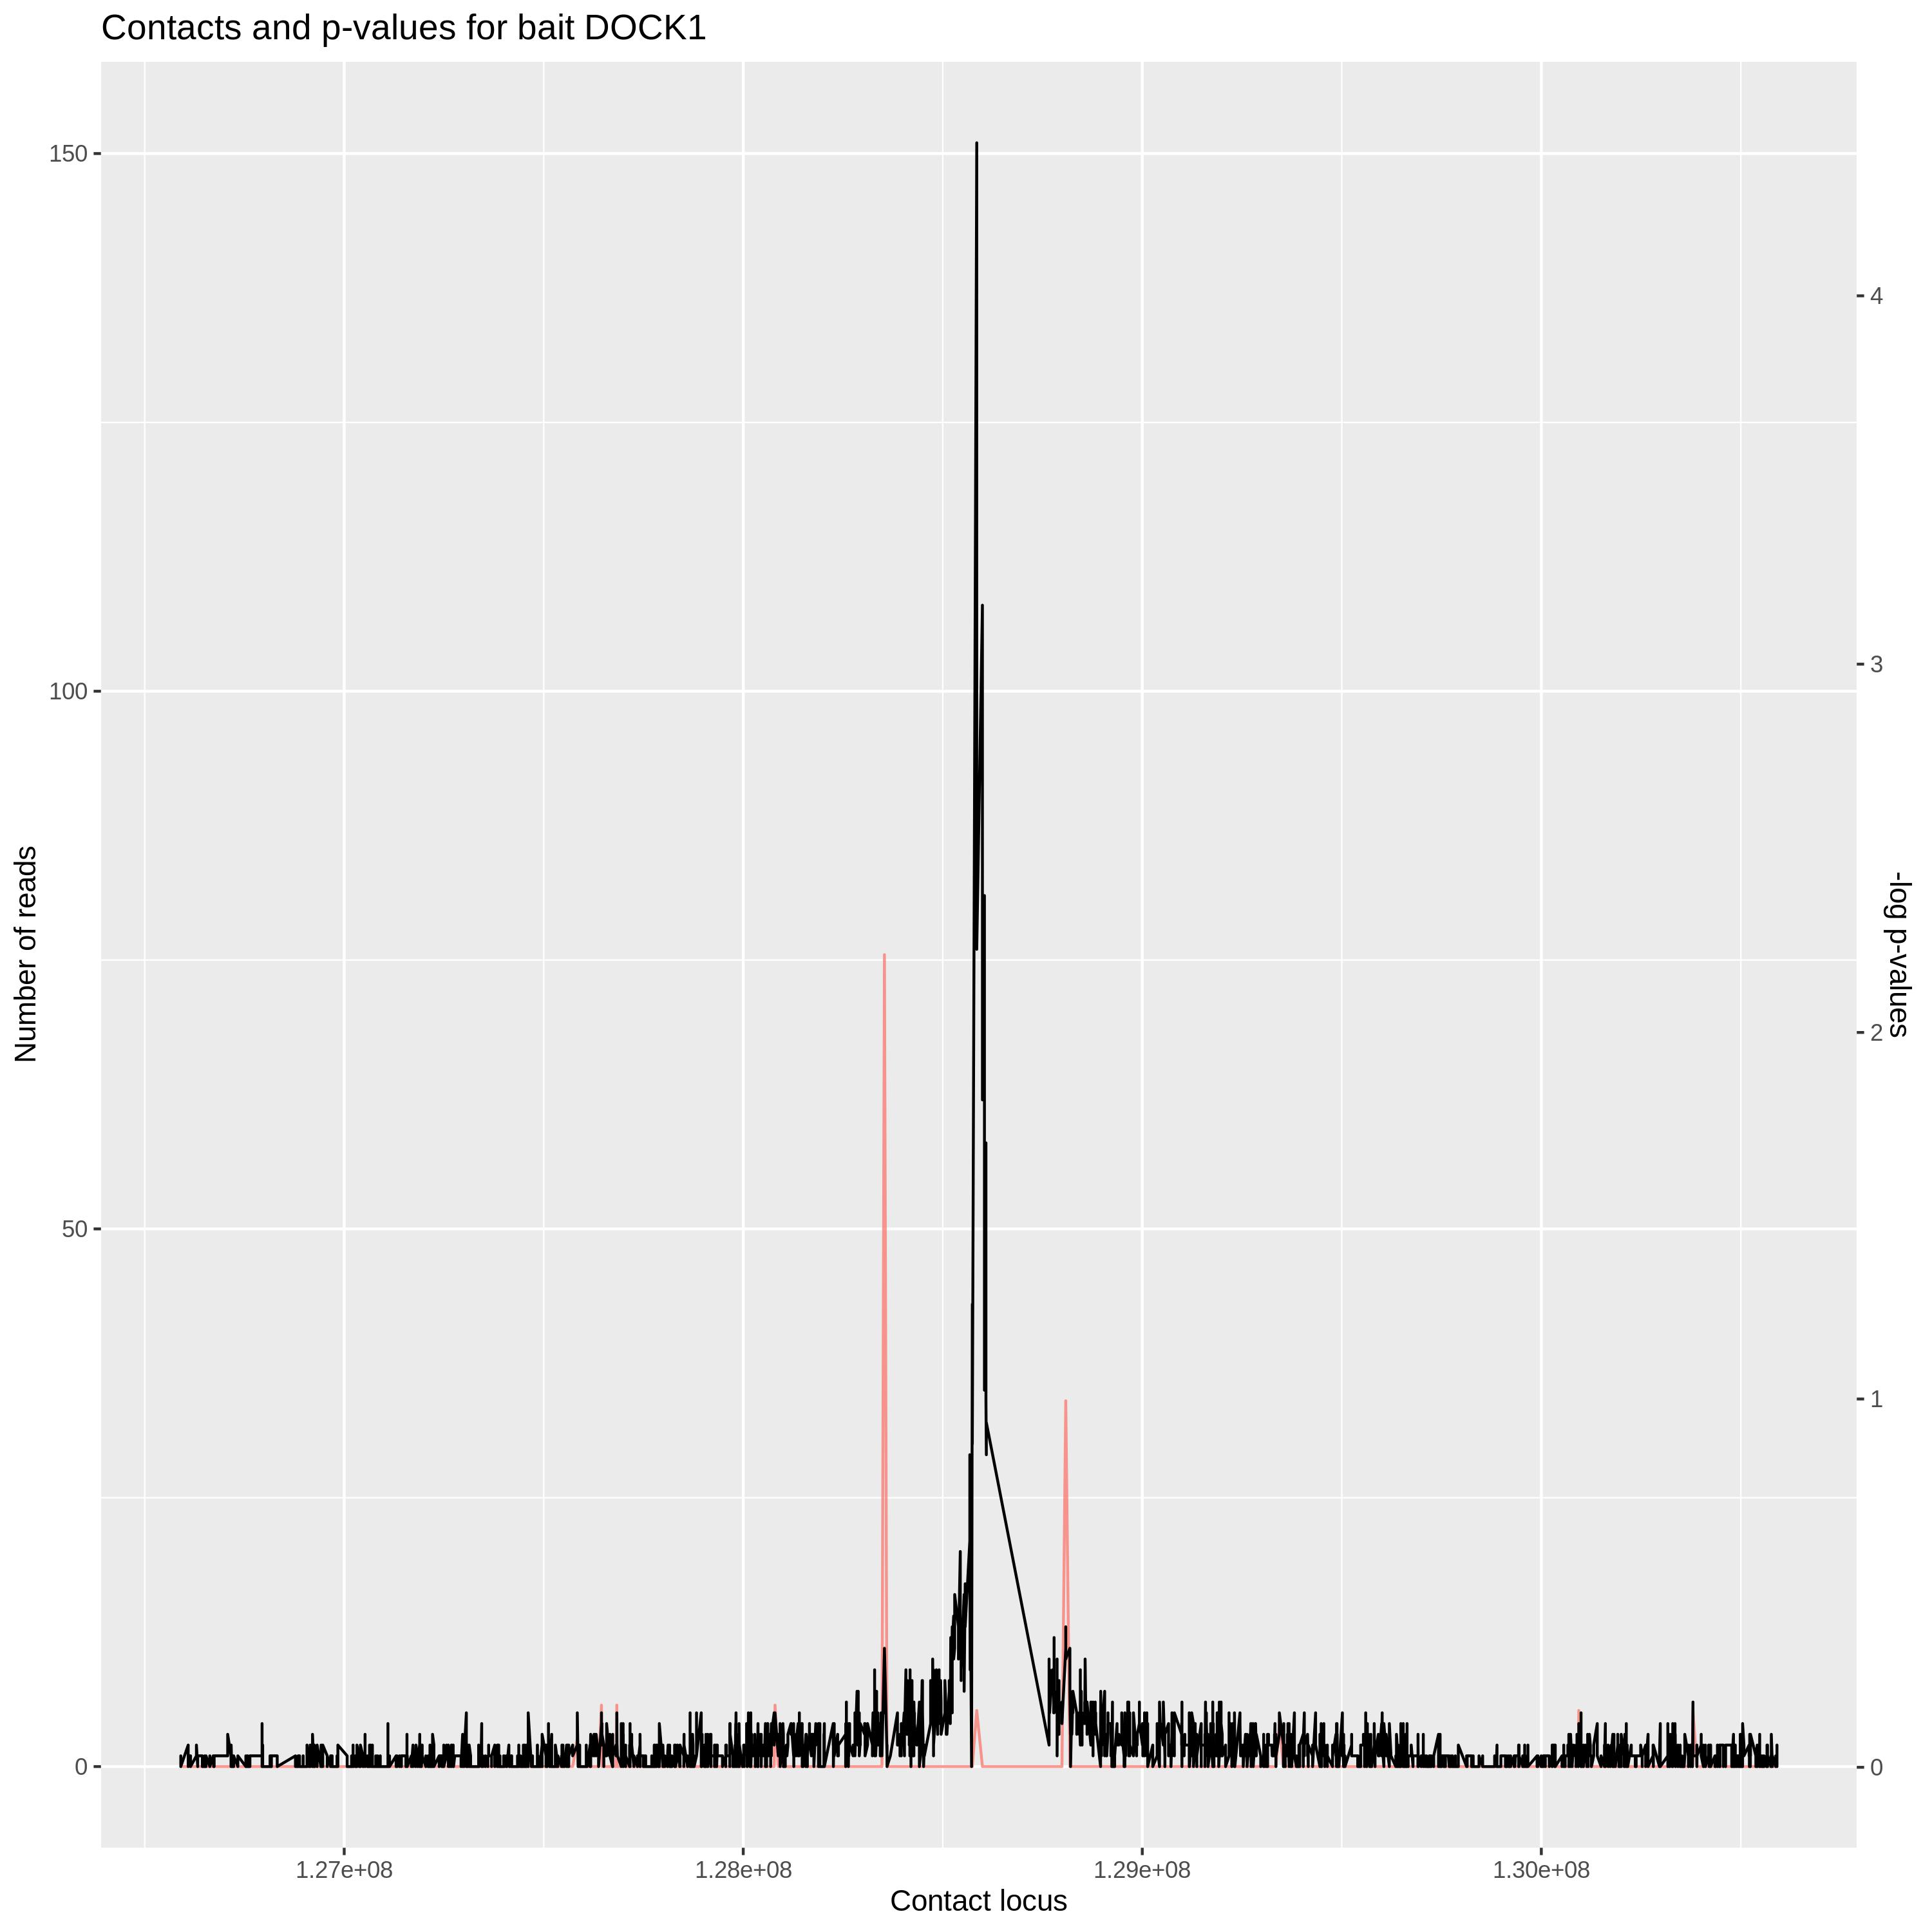 Contacts and p-values for bait DOCK1
150
100
50
0
Number of reads
4
3
2
1
0
-log p-values
1.27e+08 1.28e+08 1.29e+08 1.30e+08
Contact locus